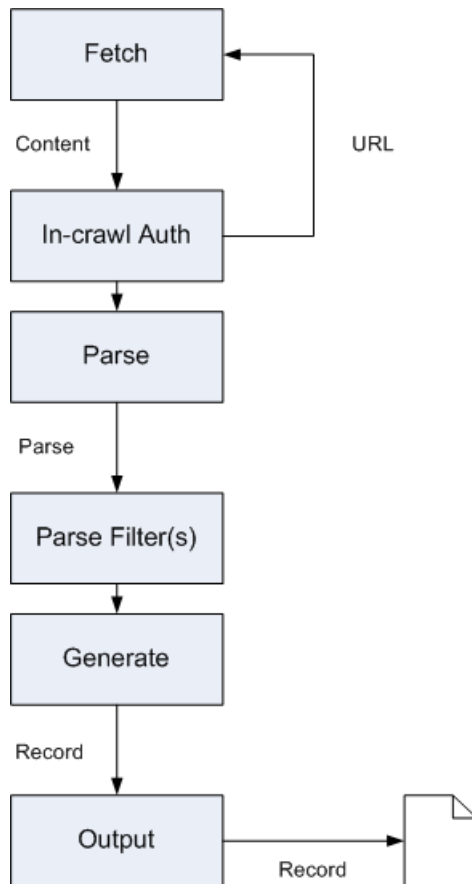 Fetch
Content
URL
In-crawl Auth
Parse
Parse
Parse Filter(s)
Generate
Record
Output
Record